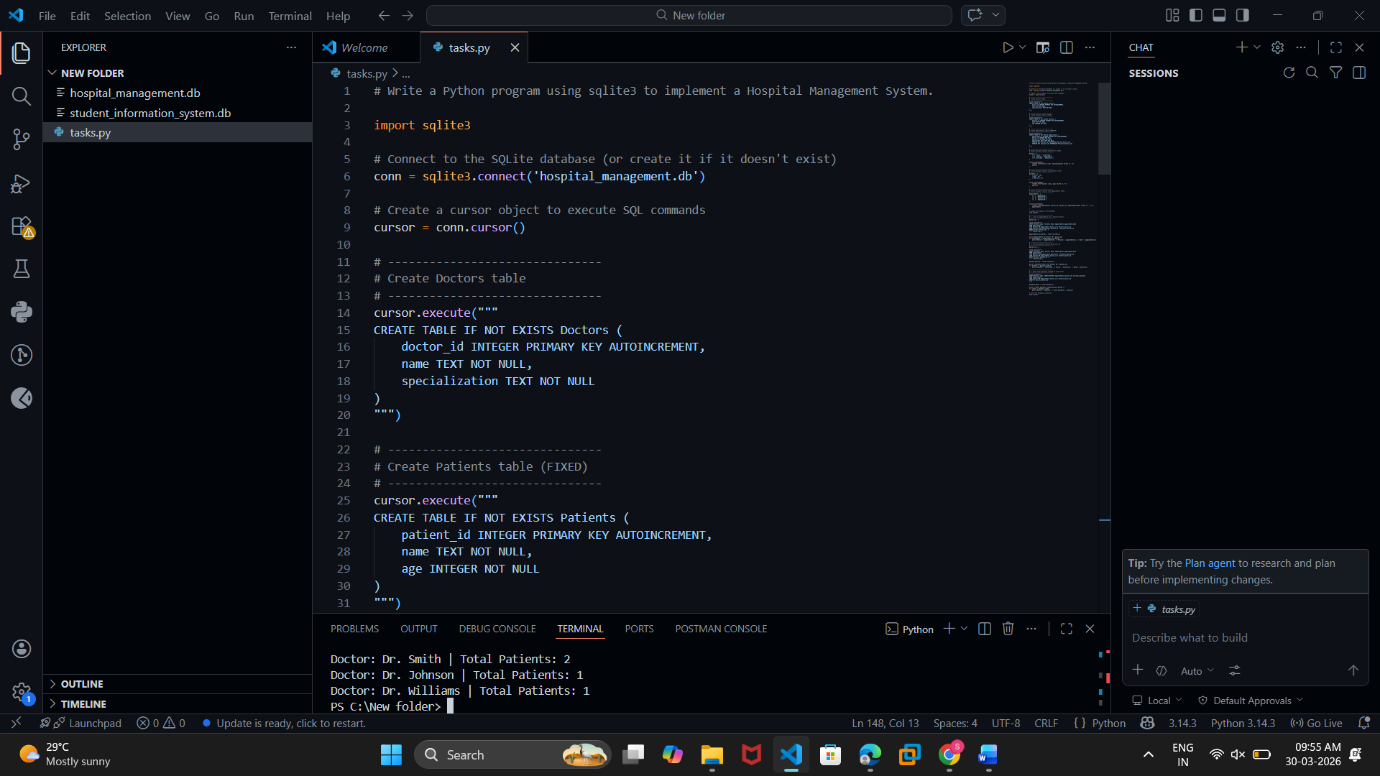 File Edit Selection View Go Run Terminal Help
New folder
EXPLORER
NEW FOLDER
hospital_management.db
student_information_system.db
tasks.py
OUTLINE
TIMELINE
Welcome
tasks.py
tasks.py > ...
1 # Write a Python program using sqlite3 to implement a Hospital Management System.
2
3 import sqlite3
4
5 # Connect to the SQLite database (or create it if it doesn't exist)
6 conn = sqlite3.connect('hospital_management.db')
7
8 # Create a cursor object to execute SQL commands
9 cursor = conn.cursor()
10
11 # -------------------------------
12 # Create Doctors table
13 # -------------------------------
14 cursor.execute("""
15 CREATE TABLE IF NOT EXISTS Doctors (
16 doctor_id INTEGER PRIMARY KEY AUTOINCREMENT,
17 name TEXT NOT NULL,
18 specialization TEXT NOT NULL
19 )
20 """)
21
22 # -------------------------------
23 # Create Patients table (FIXED)
24 # -------------------------------
25 cursor.execute("""
26 CREATE TABLE IF NOT EXISTS Patients (
27 patient_id INTEGER PRIMARY KEY AUTOINCREMENT,
28 name TEXT NOT NULL,
29 age INTEGER NOT NULL
30 )
31 """)
PROBLEMS OUTPUT DEBUG CONSOLE TERMINAL PORTS POSTMAN CONSOLE
Python
Doctor: Dr. Smith | Total Patients: 2
Doctor: Dr. Johnson | Total Patients: 1
Doctor: Dr. Williams | Total Patients: 1
PS C:\New folder>
CHAT
SESSIONS
Tip: Try the Plan agent to research and plan
before implementing changes.
tasks.py
Describe what to build
Auto
Local Default Approvals
1
Launchpad 0 0 Update is ready, click to restart.
Ln 148, Col 13 Spaces: 4 UTF-8 CRLF { } Python 3.14.3 Python 3.14.3 Go Live
29°C
Mostly sunny
Search
S
ENG
IN
09:55 AM
30-03-2026